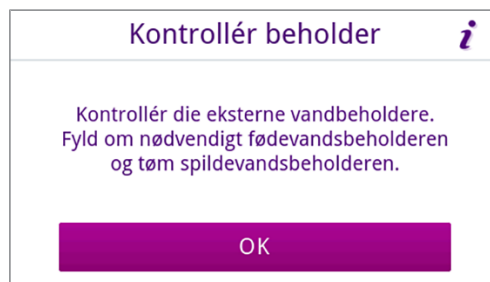 Kontrollér beholder i
Kontrollér die eksterne vandbeholdere.
Fyld om nødvendigt fødevandsbeholderen
og tøm spildevandsbeholderen.
OK